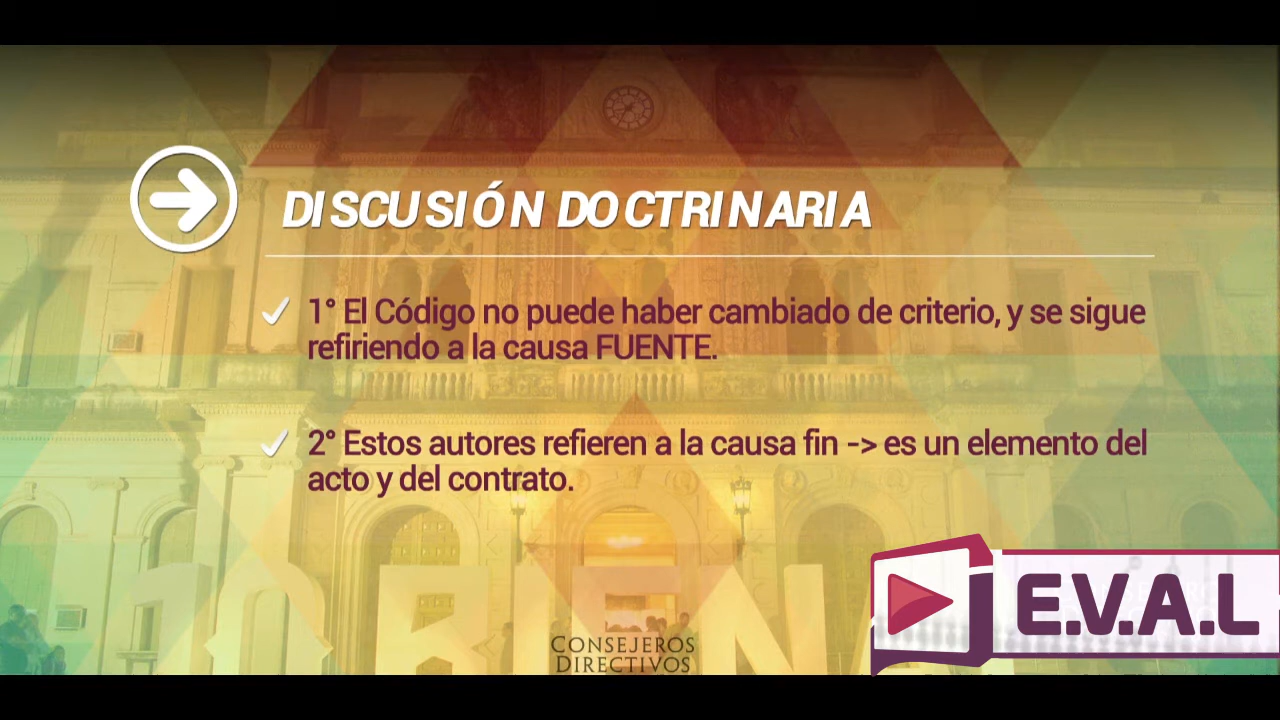 DISCUSIÓN DOCTRINARIA
1° El Código no puede haber cambiado de criterio, y se sigue
refiriendo a la causa FUENTE.
2° Estos autores refieren a la causa fin -> es un elemento del
acto y del contrato.
E.V.A.L
CONSEJEROS
DIRECTIVOS